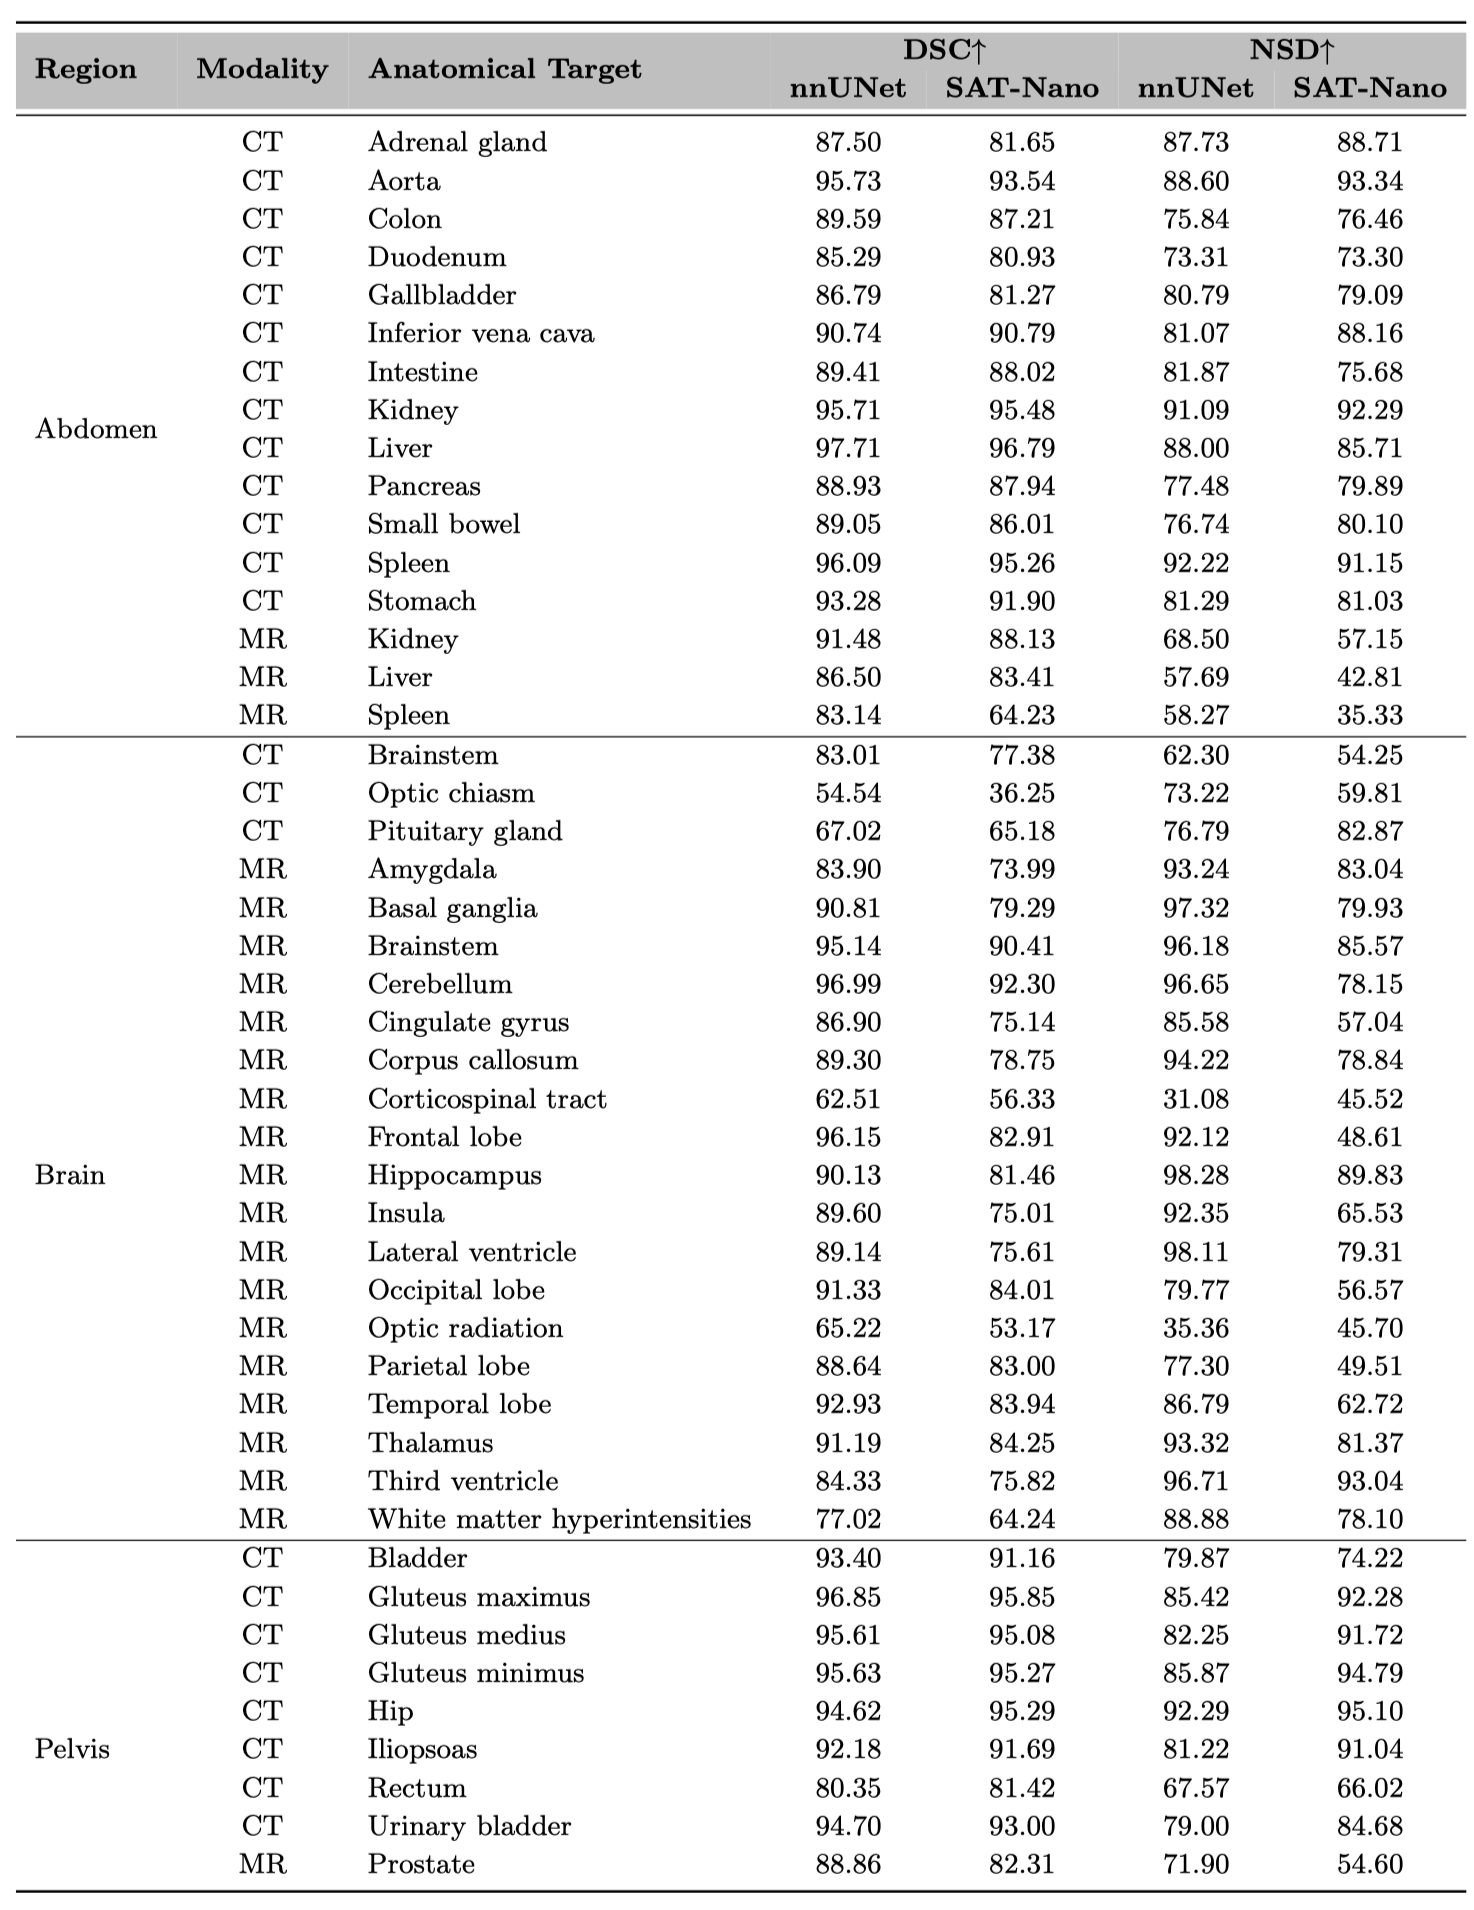 DSC↑ NSD↑
Region Modality Anatomical Target
nnUNet SAT-Nano nnUNet SAT-Nano
CT Adrenal gland 87.50 81.65 87.73 88.71
CT Aorta 95.73 93.54 88.60 93.34
CT Colon 89.59 87.21 75.84 76.46
CT Duodenum 85.29 80.93 73.31 73.30
CT Gallbladder 86.79 81.27 80.79 79.09
CT Inferior vena cava 90.74 90.79 81.07 88.16
CT Intestine 89.41 88.02 81.87 75.68
CT Kidney 95.71 95.48 91.09 92.29
Abdomen
CT Liver 97.71 96.79 88.00 85.71
CT Pancreas 88.93 87.94 77.48 79.89
CT Small bowel 89.05 86.01 76.74 80.10
CT Spleen 96.09 95.26 92.22 91.15
CT Stomach 93.28 91.90 81.29 81.03
MR Kidney 91.48 88.13 68.50 57.15
MR Liver 86.50 83.41 57.69 42.81
MR Spleen 83.14 64.23 58.27 35.33
CT Brainstem 83.01 77.38 62.30 54.25
CT Optic chiasm 54.54 36.25 73.22 59.81
CT Pituitary gland 67.02 65.18 76.79 82.87
MR Amygdala 83.90 73.99 93.24 83.04
MR Basal ganglia 90.81 79.29 97.32 79.93
MR Brainstem 95.14 90.41 96.18 85.57
MR Cerebellum 96.99 92.30 96.65 78.15
MR Cingulate gyrus 86.90 75.14 85.58 57.04
MR Corpus callosum 89.30 78.75 94.22 78.84
MR Corticospinal tract 62.51 56.33 31.08 45.52
MR Frontal lobe 96.15 82.91 92.12 48.61
Brain MR Hippocampus 90.13 81.46 98.28 89.83
MR Insula 89.60 75.01 92.35 65.53
MR Lateral ventricle 89.14 75.61 98.11 79.31
MR Occipital lobe 91.33 84.01 79.77 56.57
MR Optic radiation 65.22 53.17 35.36 45.70
MR Parietal lobe 88.64 83.00 77.30 49.51
MR Temporal lobe 92.93 83.94 86.79 62.72
MR Thalamus 91.19 84.25 93.32 81.37
MR Third ventricle 84.33 75.82 96.71 93.04
MR White matter hyperintensities 77.02 64.24 88.88 78.10
CT Bladder 93.40 91.16 79.87 74.22
CT Gluteus maximus 96.85 95.85 85.42 92.28
CT Gluteus medius 95.61 95.08 82.25 91.72
CT Gluteus minimus 95.63 95.27 85.87 94.79
CT Hip 94.62 95.29 92.29 95.10
Pelvis CT Iliopsoas 92.18 91.69 81.22 91.04
CT Rectum 80.35 81.42 67.57 66.02
CT Urinary bladder 94.70 93.00 79.00 84.68
MR Prostate 88.86 82.31 71.90 54.60